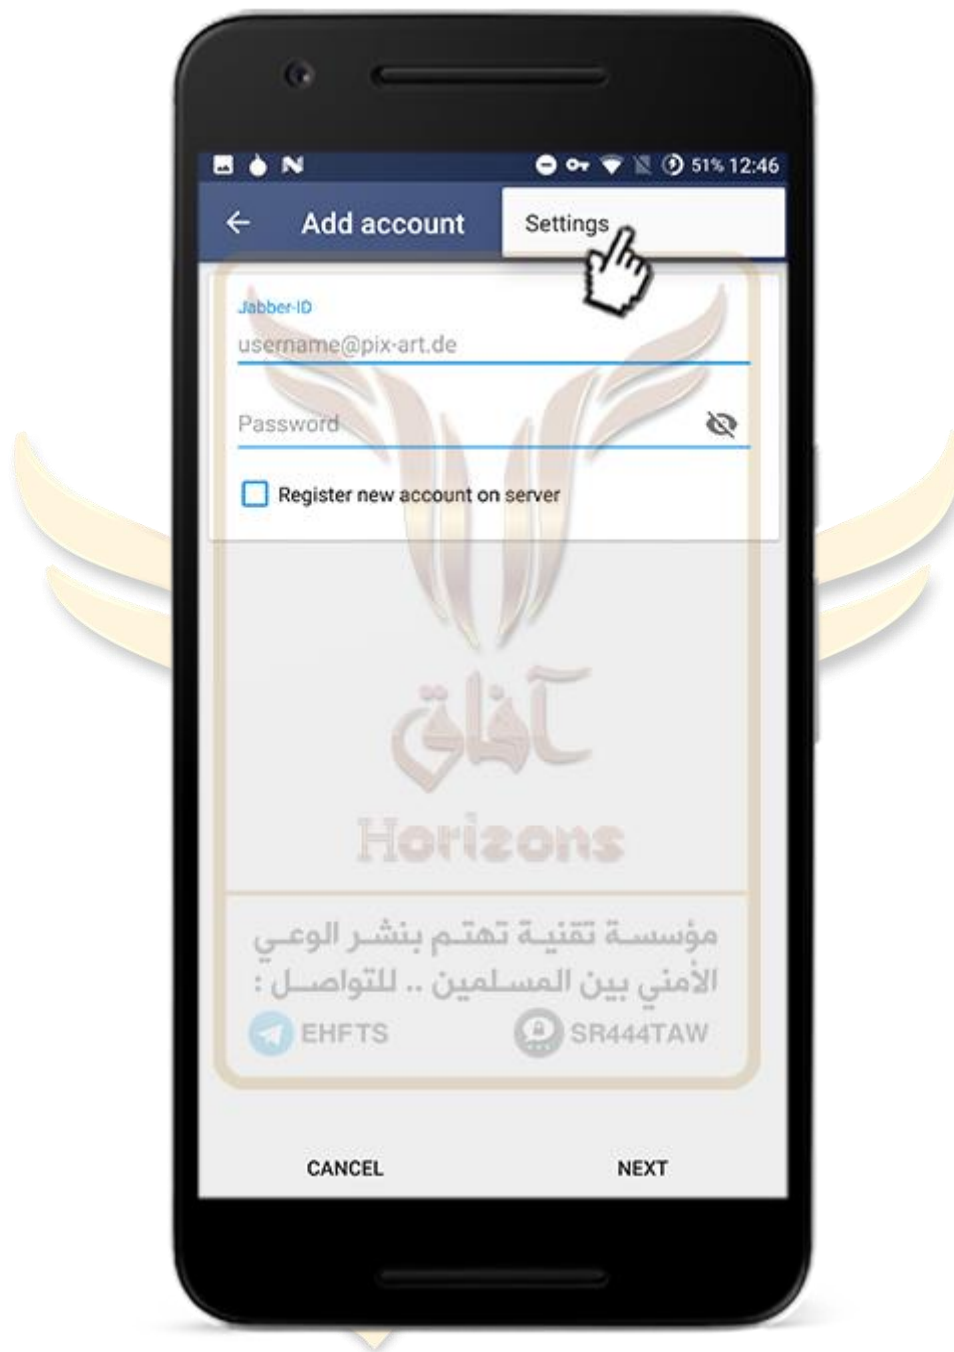 51% 12:46
Add account
Settings
Jabber-ID
username@pix-art.de
Password
Register new account on server
آفاق
Horizons
مؤسسة تقنية تهتم بنشر الوعي
الأمني بين المسلمين .. للتواصل :
EHFTS
SR444TAW
CANCEL
NEXT